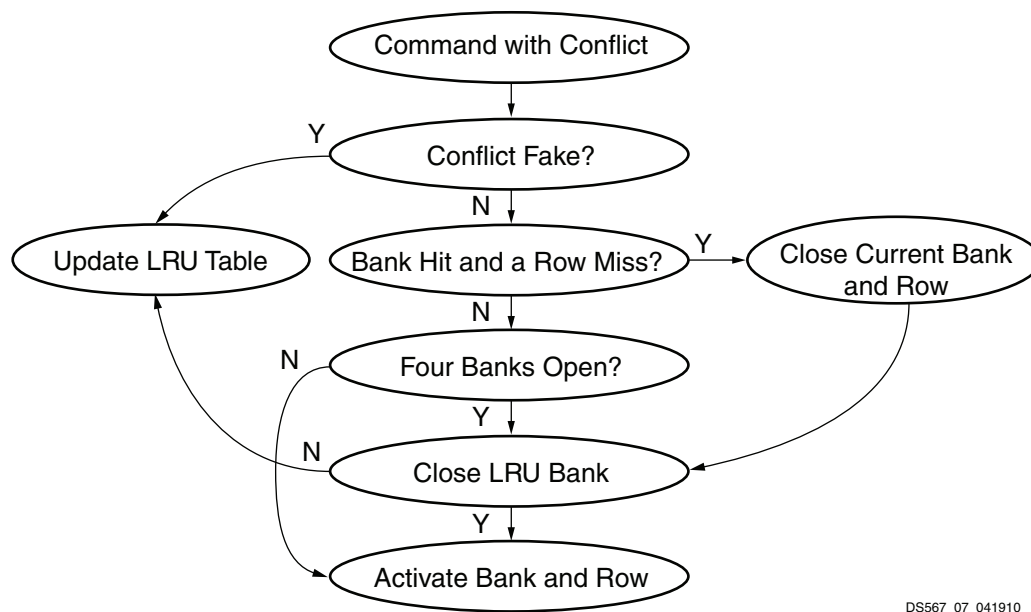 Command with Conflict
Y
Conflict Fake?
N
Update LRU Table
Bank Hit and a Row Miss?
Y
Close Current Bank
and Row
N
N
Four Banks Open?
Y
N
Close LRU Bank
Y
Activate Bank and Row
DS567_07_041910